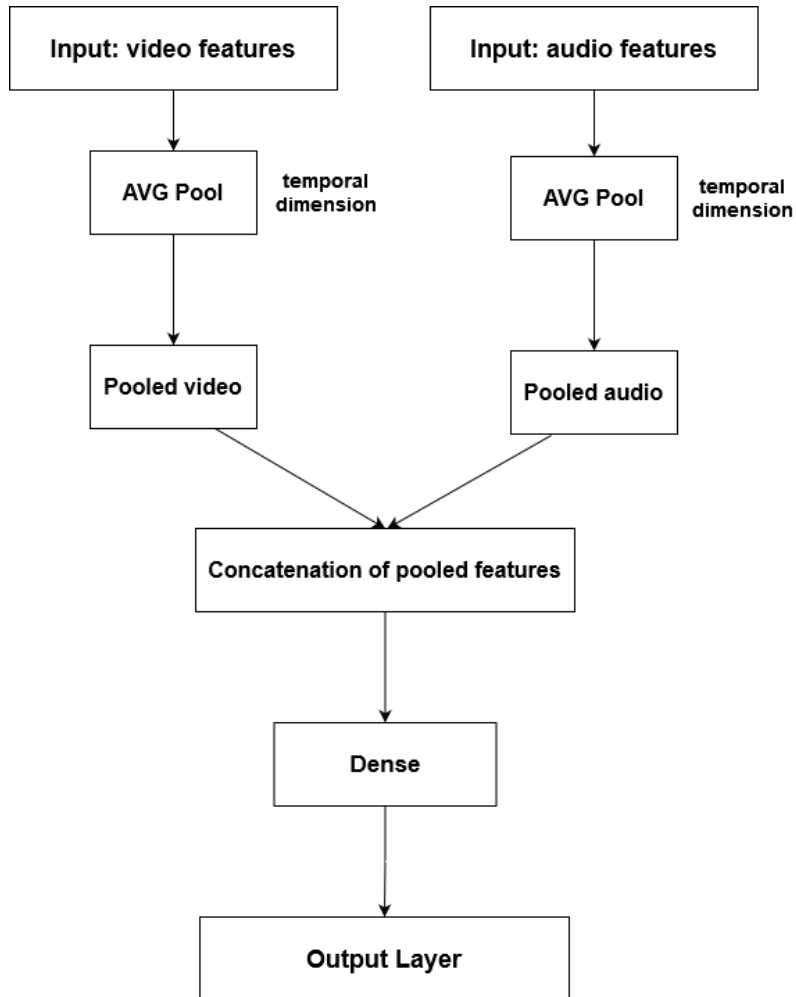 Input: video features
Input: audio features
AVG Pool
temporal
dimension
AVG Pool
temporal
dimension
Pooled video
Pooled audio
Concatenation of pooled features
Dense
Output Layer